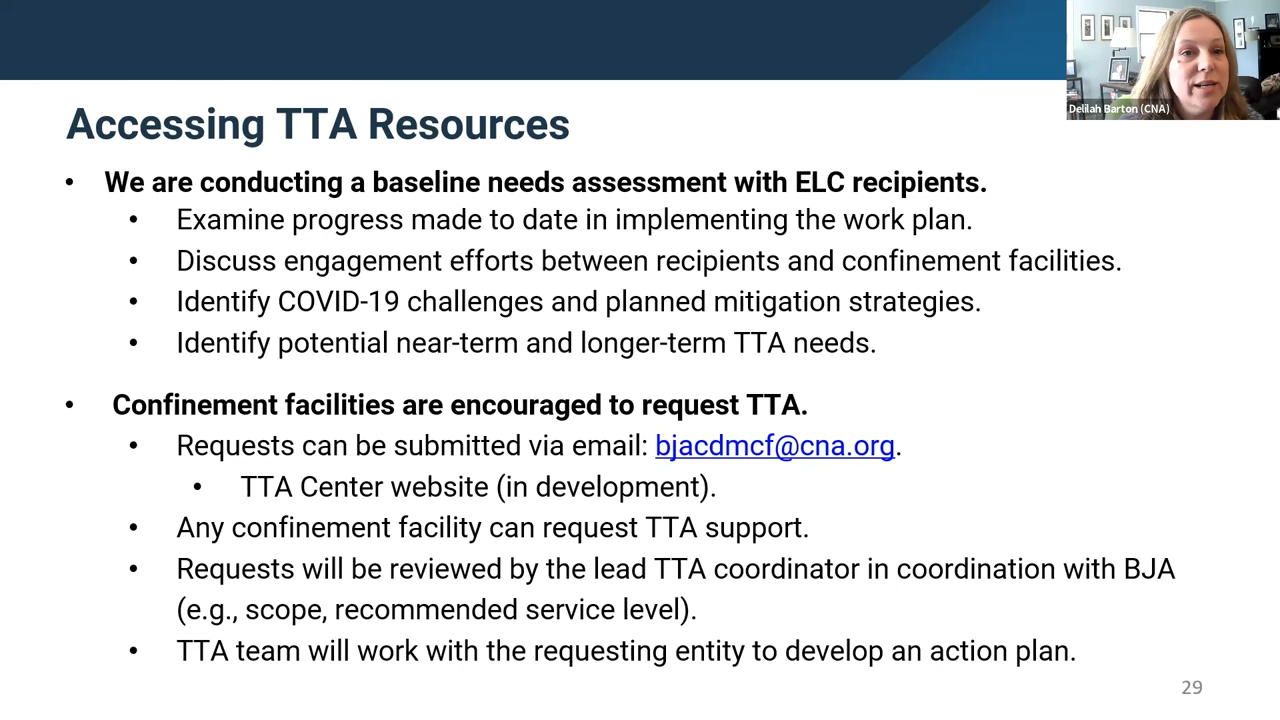 Delilah Barton (CNA)
Accessing TTA Resources
• We are conducting a baseline needs assessment with ELC recipients.
• Examine progress made to date in implementing the work plan.
• Discuss engagement efforts between recipients and confinement facilities.
• Identify COVID-19 challenges and planned mitigation strategies.
• Identify potential near-term and longer-term TTA needs.
• Confinement facilities are encouraged to request TTA.
• Requests can be submitted via email: bjacdmcf@cna.org.
• TTA Center website (in development).
• Any confinement facility can request TTA support.
• Requests will be reviewed by the lead TTA coordinator in coordination with BJA
(e.g., scope, recommended service level).
• TTA team will work with the requesting entity to develop an action plan.
29